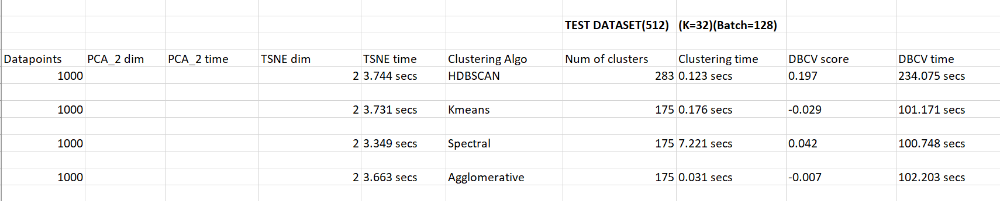 TEST DATASET(512) (K=32)(Batch=128)
Datapoints PCA_2 dim PCA_2 time TSNE dim TSNE time Clustering Algo Num of clusters Clustering time DBCV score DBCV time
1000 2 3.744 secs HDBSCAN 283 0.123 secs 0.197 234.075 secs
1000 2 3.731 secs Kmeans 175 0.176 secs -0.029 101.171 secs
1000 2 3.349 secs Spectral 175 7.221 secs 0.042 100.748 secs
1000 2 3.663 secs Agglomerative 175 0.031 secs -0.007 102.203 secs